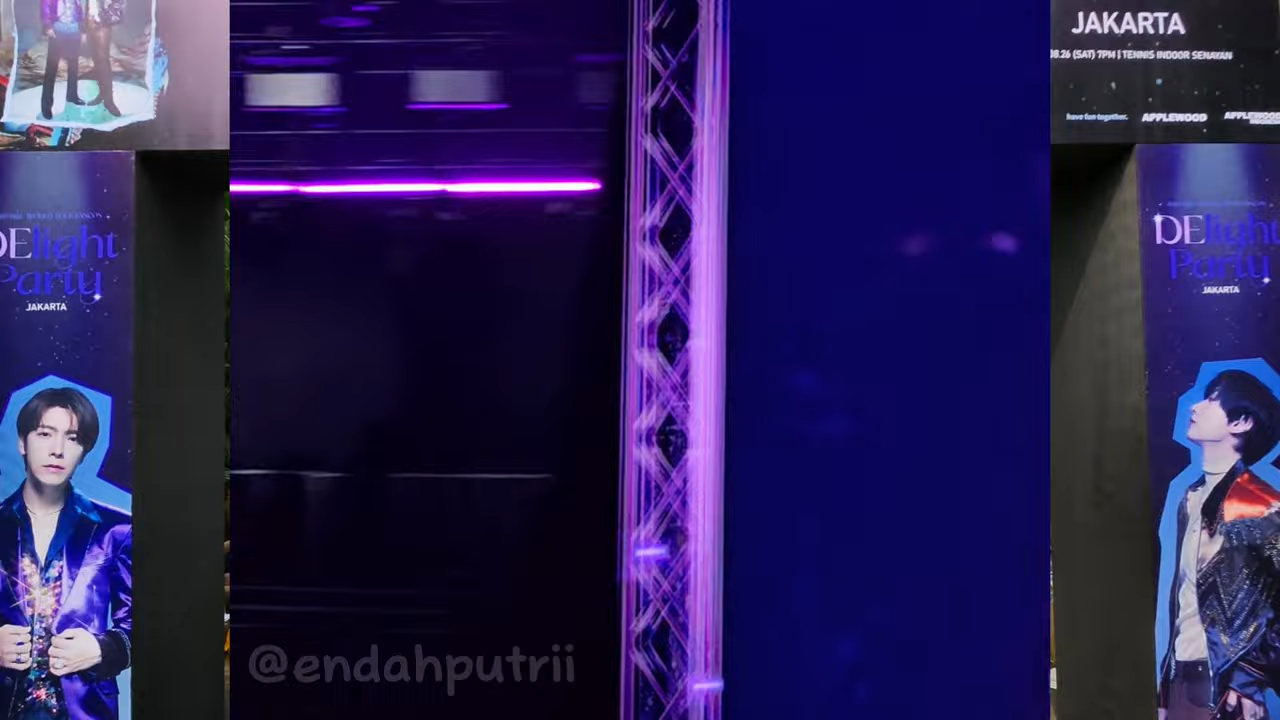 JAKARTA
08.26 (SAT) 7PM | TENNIS INDOOR SENAYAN
have fun together.
APPLEWOOD
APPLEWOOD
DElight
Party
JAKARTA
DElight
Party
JAKARTA
@endahputrii